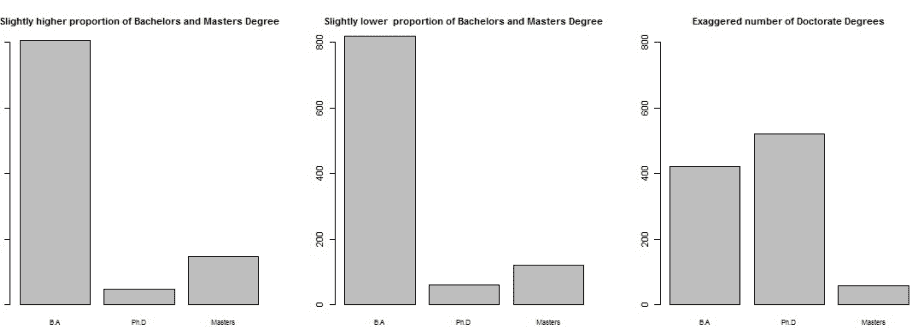 Slightly higher proportion of Bachelors and Masters Degree
B.A
Ph.D
Masters
Slightly lower proportion of Bachelors and Masters Degree
800
600
400
200
0
B.A
Ph.D
Masters
Exaggered number of Doctorate Degrees
800
600
400
200
0
B.A
Ph.D
Masters